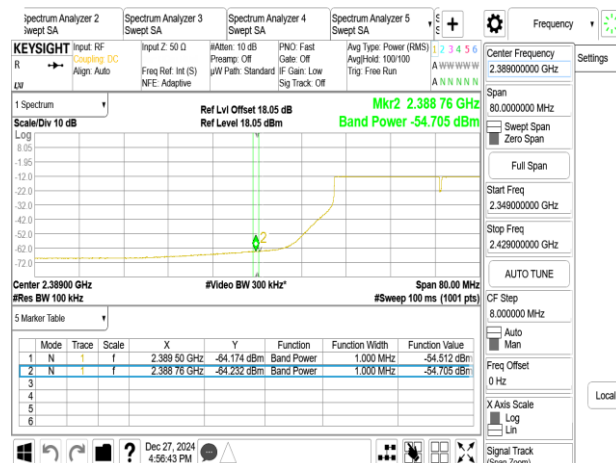 Spectrum Analyzer 2
Swept SA
Spectrum Analyzer 3
Swept SA
Spectrum Analyzer 4
Swept SA
Spectrum Analyzer 5
Swept SA
+
Frequency
KEYSIGHT
R
Input: RF
Coupling: DC
Align: Auto
Input Z: 50 Ω
Freq Ref: Int (S)
NFE: Adaptive
#Atten: 10 dB
Preamp: Off
µW Path: Standard
PNO: Fast
Gate: Off
IF Gain: Low
Sig Track: Off
Avg Type: Power (RMS)
Avg|Hold: 100/100
Trig: Free Run
1 2 3 4 5 6
A W W W W W
A N N N N N
1 Spectrum
Scale/Div 10 dB
Ref Lvl Offset 18.05 dB
Ref Level 18.05 dBm
Mkr2 2.388 76 GHz
Band Power -54.705 dBm
Log
8.05
-1.95
-12.0
-22.0
-32.0
-42.0
-52.0
-62.0
-72.0
2
Center 2.38900 GHz
#Res BW 100 kHz
#Video BW 300 kHz*
Span 80.00 MHz
#Sweep 100 ms (1001 pts)
5 Marker Table
Mode Trace Scale X Y Function Function Width Function Value
1 N 1 f 2.389 50 GHz -64.174 dBm Band Power 1.000 MHz -54.512 dBm
2 N 1 f 2.388 76 GHz -64.232 dBm Band Power 1.000 MHz -54.705 dBm
3
4
5
6
?
Dec 27, 2024
4:56:43 PM
Center Frequency
2.389000000 GHz
Span
80.0000000 MHz
Swept Span
Zero Span
Full Span
Start Freq
2.349000000 GHz
Stop Freq
2.429000000 GHz
AUTO TUNE
CF Step
8.000000 MHz
Auto
Man
Freq Offset
0 Hz
X Axis Scale
Log
Lin
Signal Track
(Span Zoom)
Settings
Local